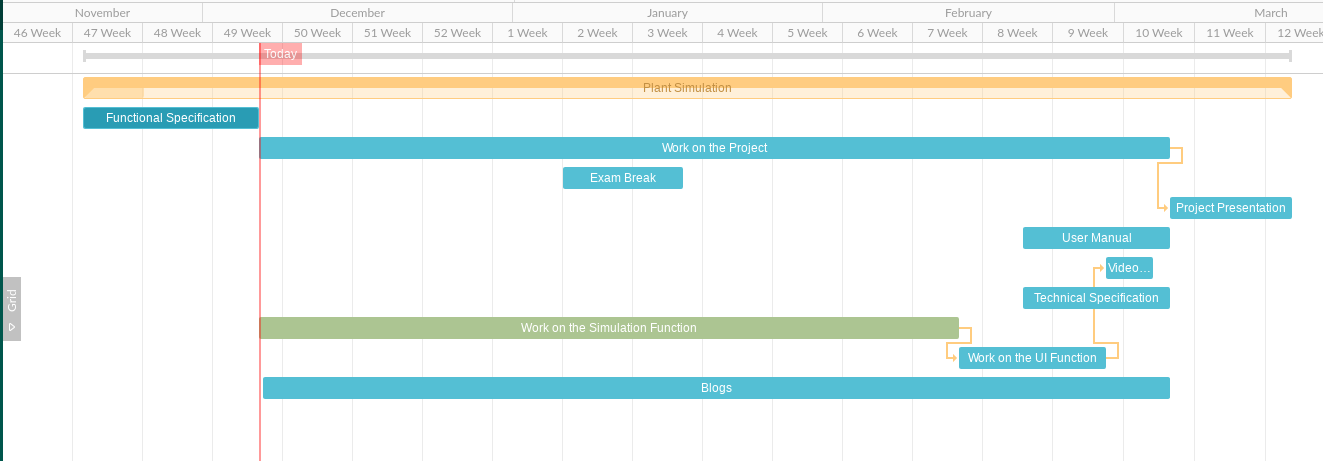 November December January February March
46 Week 47 Week 48 Week 49 Week 50 Week 51 Week 52 Week 1 Week 2 Week 3 Week 4 Week 5 Week 6 Week 7 Week 8 Week 9 Week 10 Week 11 Week 12 Week
Today
Plant Simulation
Functional Specification
Work on the Project
Exam Break
Project Presentation
User Manual
Video...
Grid
Technical Specification
Work on the Simulation Function
Work on the UI Function
Blogs